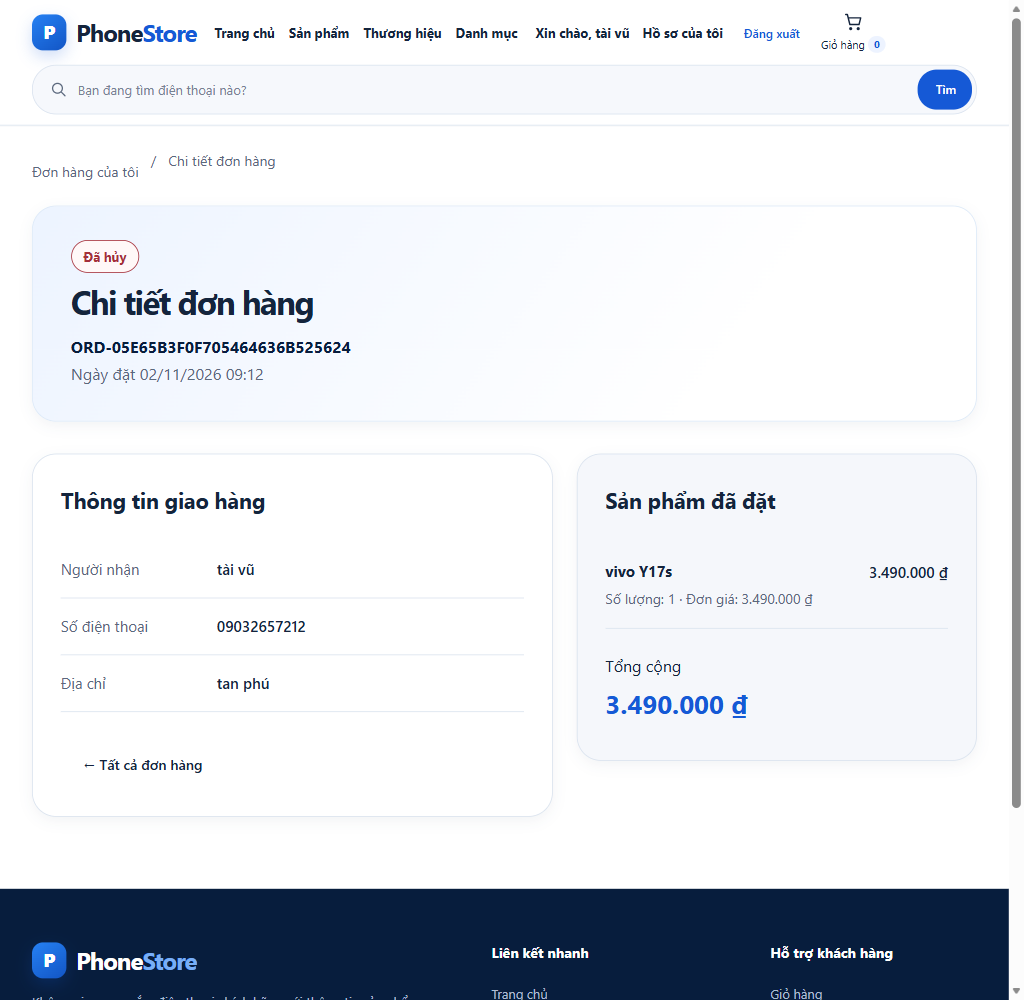 P PhoneStore Trang chủ Sản phẩm Thương hiệu Danh mục Xin chào, tài vũ Hồ sơ của tôi Đăng xuất Giỏ hàng 0
Bạn đang tìm điện thoại nào? Tìm
Đơn hàng của tôi / Chi tiết đơn hàng
Đã hủy
Chi tiết đơn hàng
ORD-05E65B3F0F705464636B525624
Ngày đặt 02/11/2026 09:12
Thông tin giao hàng
Người nhận tài vũ
Số điện thoại 09032657212
Địa chỉ tan phú
← Tất cả đơn hàng
Sản phẩm đã đặt
vivo Y17s 3.490.000 ₫
Số lượng: 1 · Đơn giá: 3.490.000 ₫
Tổng cộng
3.490.000 ₫
P PhoneStore
Liên kết nhanh
Trang chủ
Hỗ trợ khách hàng
Giỏ hàng